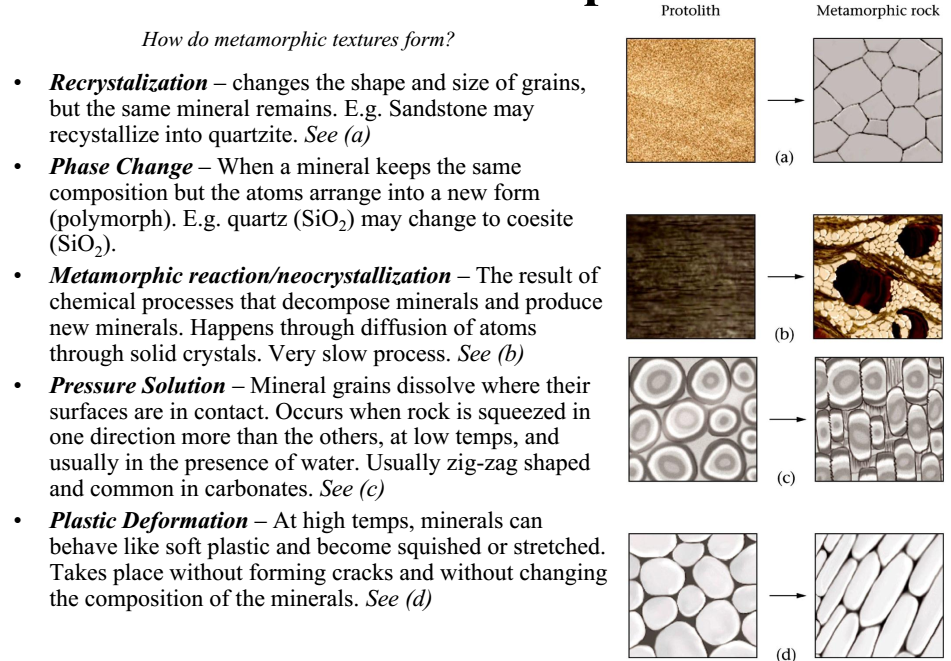 How do metamorphic textures form?
• Recrystalization – changes the shape and size of grains,
but the same mineral remains. E.g. Sandstone may
recystallize into quartzite. See (a)
• Phase Change – When a mineral keeps the same
composition but the atoms arrange into a new form
(polymorph). E.g. quartz (SiO₂) may change to coesite
(SiO₂).
• Metamorphic reaction/neocrystallization – The result of
chemical processes that decompose minerals and produce
new minerals. Happens through diffusion of atoms
through solid crystals. Very slow process. See (b)
• Pressure Solution – Mineral grains dissolve where their
surfaces are in contact. Occurs when rock is squeezed in
one direction more than the others, at low temps, and
usually in the presence of water. Usually zig-zag shaped
and common in carbonates. See (c)
• Plastic Deformation – At high temps, minerals can
behave like soft plastic and become squished or stretched.
Takes place without forming cracks and without changing
the composition of the minerals. See (d)
Protolith
Metamorphic rock
(a)
(b)
(c)
(d)